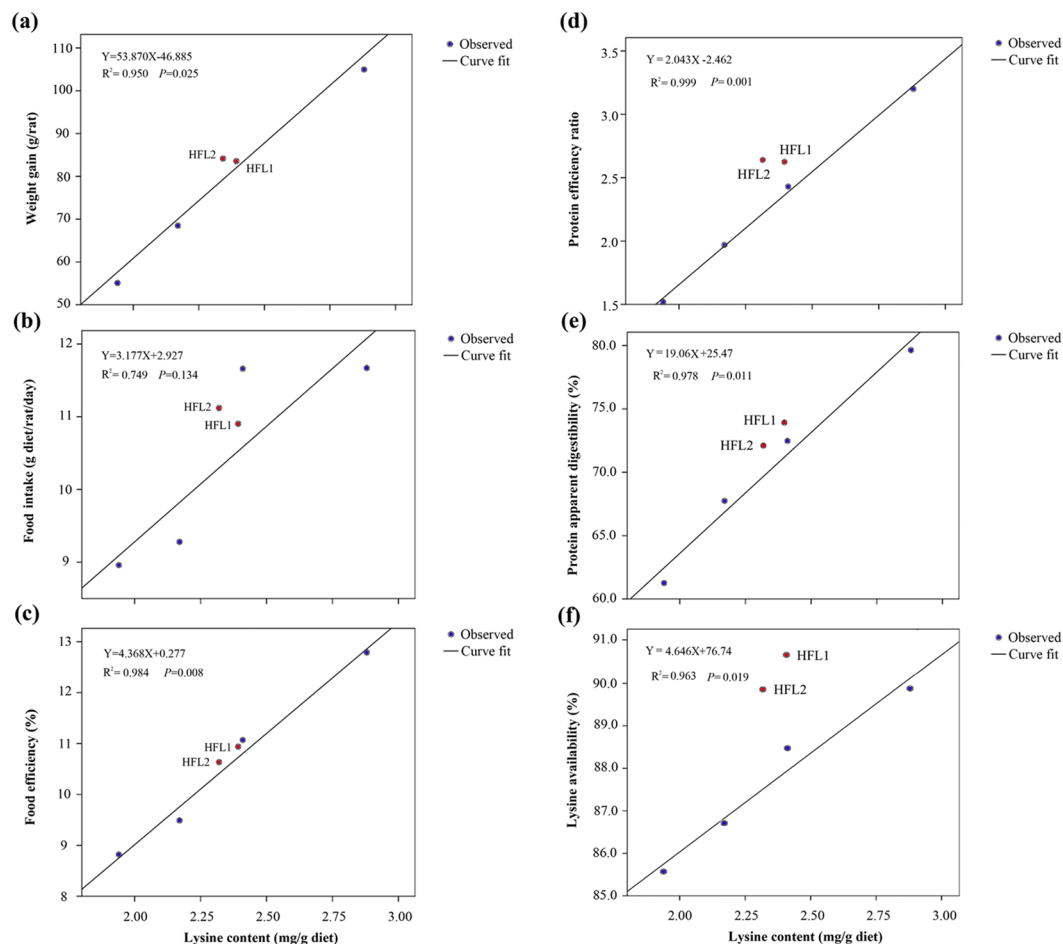 (a)
Weight gain (g/rat)
110
100
90
80
70
60
50
Y=53.870X-46.885
R²= 0.950 P=0.025
HFL2
HFL1
Observed
Curve fit
(b)
Food intake (g diet/rat/day)
12
11
10
9
Y=3.177X+2.927
R²= 0.749 P=0.134
HFL2
HFL1
Observed
Curve fit
(c)
Food efficiency (%)
13
12
11
10
9
8
Y=4.368X+0.277
R²= 0.984 P=0.008
HFL1
HFL2
Observed
Curve fit
2.00 2.25 2.50 2.75 3.00
Lysine content (mg/g diet)
(d)
Protein efficiency ratio
3.5
3.0
2.5
2.0
1.5
Y = 2.043X -2.462
R²= 0.999 P= 0.001
HFL1
HFL2
Observed
Curve fit
(e)
Protein apparent digestibility (%)
80.0
75.0
70.0
65.0
60.0
Y = 19.06X+25.47
R²= 0.978 P=0.011
HFL1
HFL2
Observed
Curve fit
(f)
Lysine availability (%)
91.0
90.0
89.0
88.0
87.0
86.0
85.0
Y = 4.646X+76.74
R²= 0.963 P=0.019
HFL1
HFL2
Observed
Curve fit
2.00 2.25 2.50 2.75 3.00
Lysine content (mg/g diet)